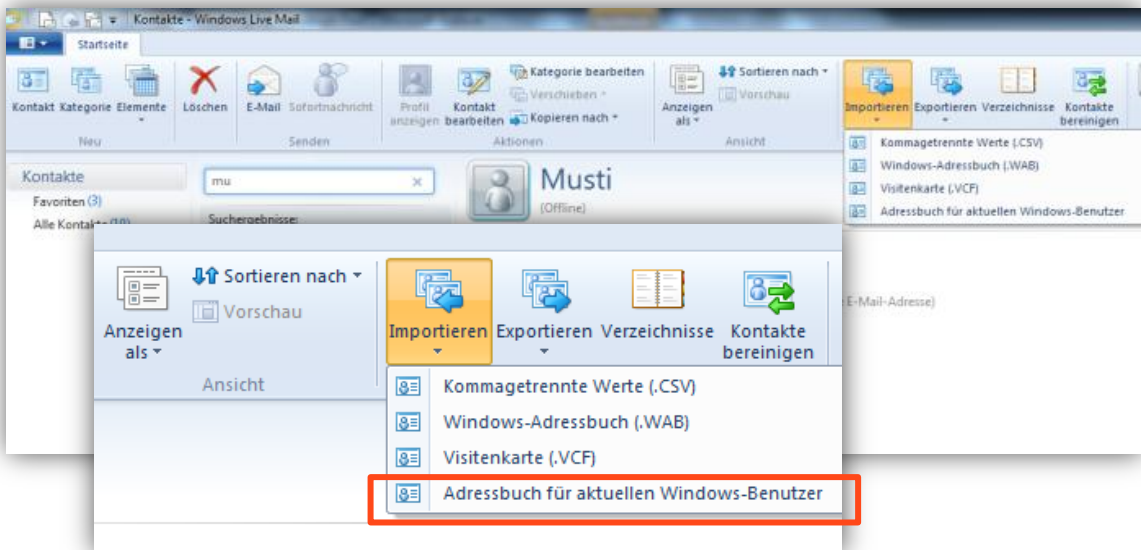 Kontakte - Windows Live Mail
Startseite
Kontakt Kategorie Elemente Löschen E-Mail Sofortnachricht Profil anzeigen Kontakt bearbeiten Kategorie bearbeiten
Verschieben
Kopieren nach
Anzeigen als
Sortieren nach
Vorschau
Importieren Exportieren Verzeichnisse Kontakte bereinigen
Neu Senden Aktionen Ansicht
Kommagetrennte Werte (.CSV)
Windows-Adressbuch (.WAB)
Visitenkarte (.VCF)
Adressbuch für aktuellen Windows-Benutzer
Kontakte
Favoriten (3)
Alle Kontakte (10)
mu
Suchergebnisse:
Musti
(Offline)
E-Mail-Adresse)
Anzeigen
als
Sortieren nach
Vorschau
Ansicht
Importieren Exportieren Verzeichnisse Kontakte
bereinigen
Kommagetrennte Werte (.CSV)
Windows-Adressbuch (.WAB)
Visitenkarte (.VCF)
Adressbuch für aktuellen Windows-Benutzer